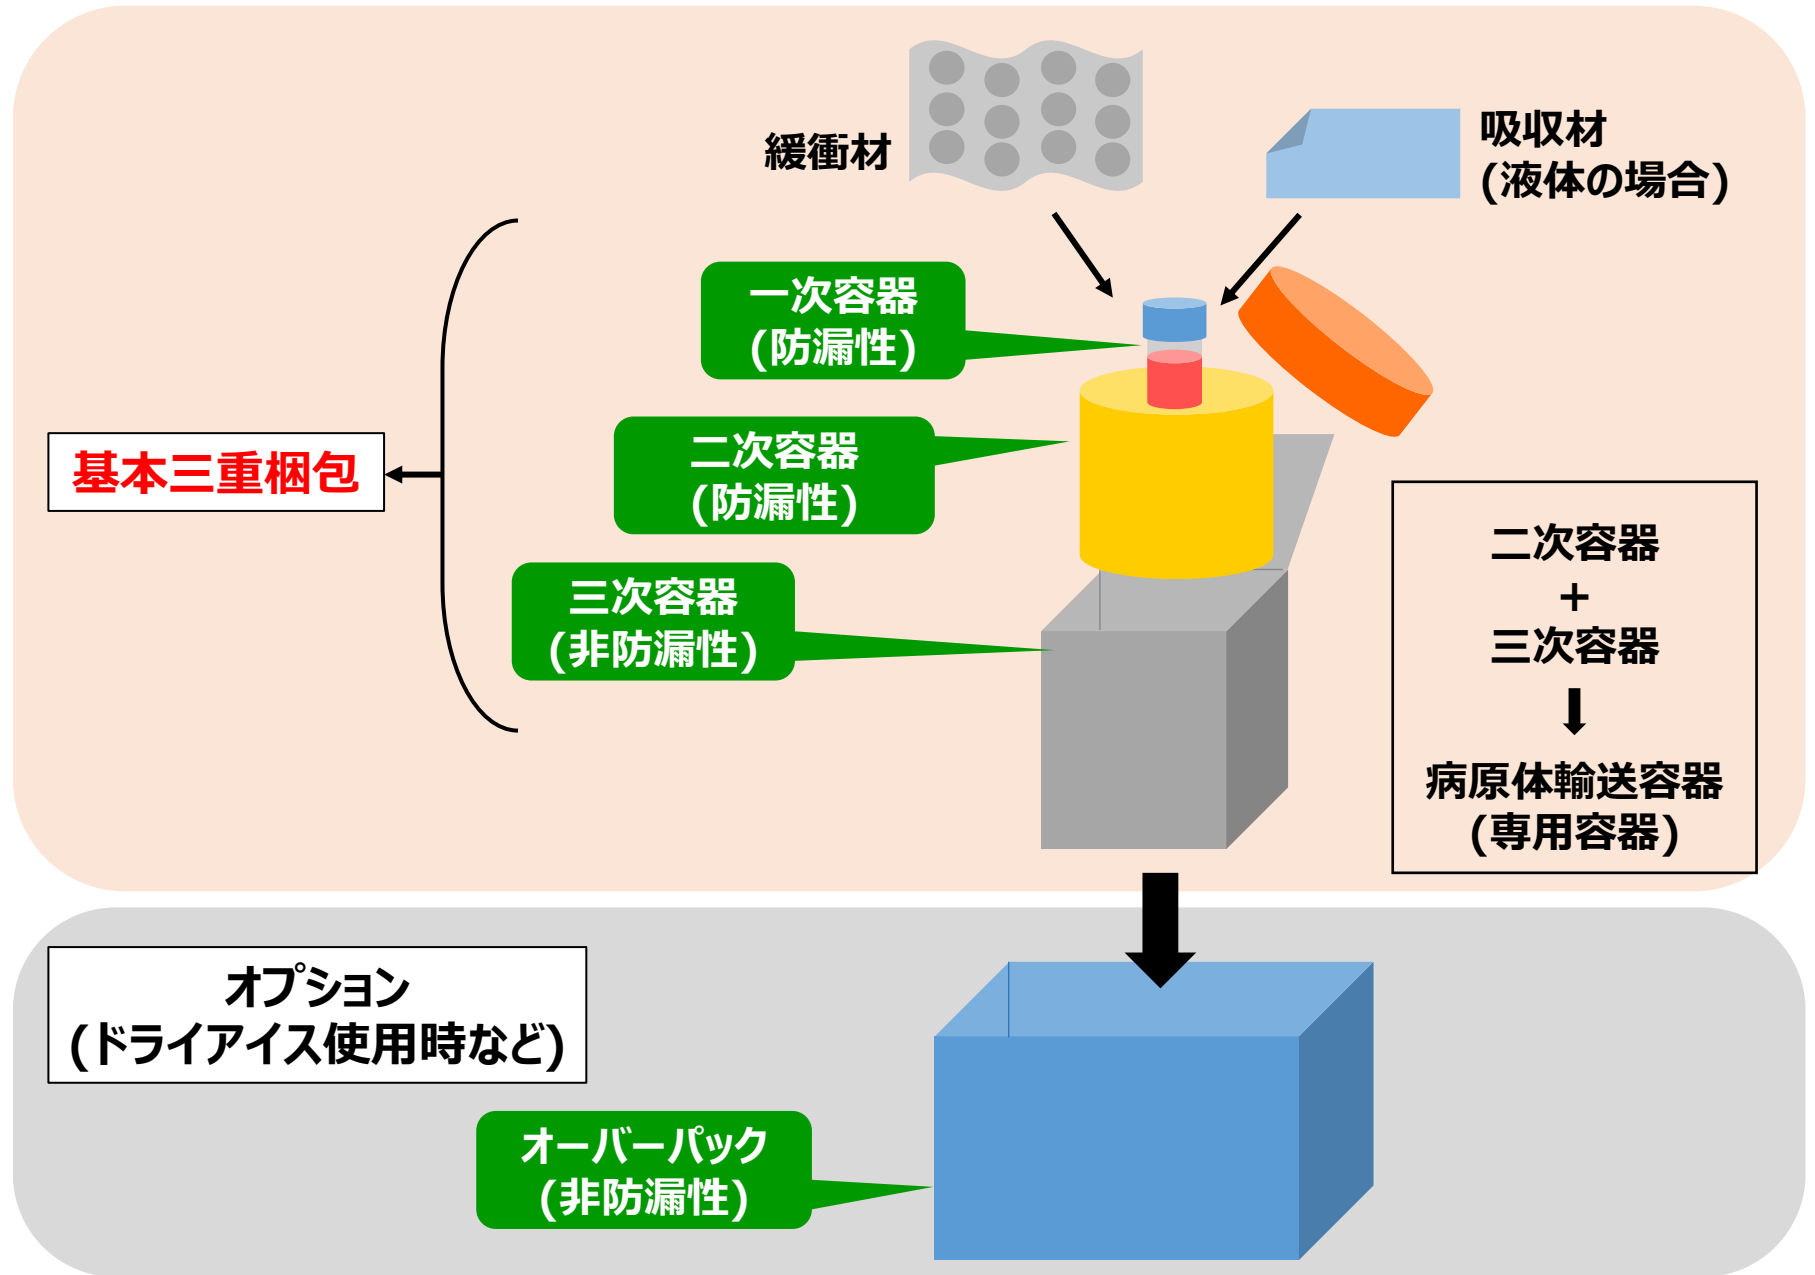 緩衝材
吸収材
(液体の場合)
一次容器
(防漏性)
二次容器
(防漏性)
基本三重梱包
三次容器
(非防漏性)
二次容器
+
三次容器
病原体輸送容器
(専用容器)
オプション
(ドライアイス使用時など)
オーバーパック
(非防漏性)